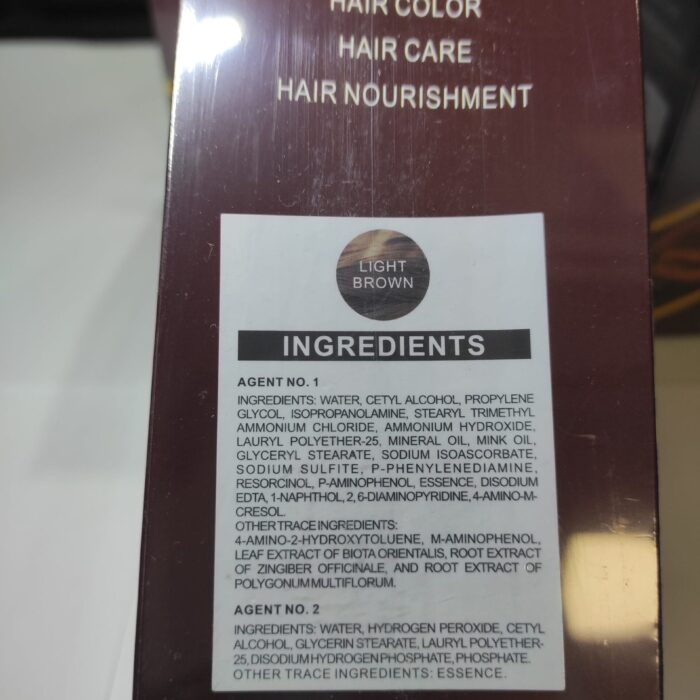 HAIR COLOR
HAIR CARE
HAIR NOURISHMENT
LIGHT
BROWN
INGREDIENTS
AGENT NO. 1
INGREDIENTS: WATER, CETYL ALCOHOL, PROPYLENE
GLYCOL, ISOPROPANOLAMINE, STEARYL TRIMETHYL
AMMONIUM CHLORIDE, AMMONIUM HYDROXIDE,
LAURYL POLYETHER-25, MINERAL OIL, MINK OIL,
GLYCERYL STEARATE, SODIUM ISOASCORBATE,
SODIUM SULFITE, P-PHENYLENEDIAMINE,
RESORCINOL, P-AMINOPHENOL, ESSENCE, DISODIUM
EDTA, 1-NAPHTHOL, 2, 6-DIAMINOPYRIDINE, 4-AMINO-M-
CRESOL.
OTHER TRACE INGREDIENTS:
4-AMINO-2-HYDROXYTOLUENE, M-AMINOPHENOL,
LEAF EXTRACT OF BIOTA ORIENTALIS, ROOT EXTRACT
OF ZINGIBER OFFICINALE, AND ROOT EXTRACT OF
POLYGONUM MULTIFLORUM.
AGENT NO. 2
INGREDIENTS: WATER, HYDROGEN PEROXIDE, CETYL
ALCOHOL, GLYCERIN STEARATE, LAURYL POLYETHER-
25, DISODIUM HYDROGEN PHOSPHATE, PHOSPHATE.
OTHER TRACE INGREDIENTS: ESSENCE.